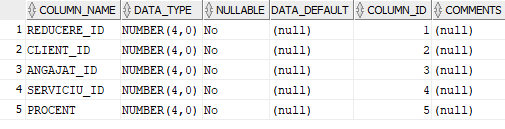 COLUMN_NAME DATA_TYPE NULLABLE DATA_DEFAULT COLUMN_ID COMMENTS
1 REDUCERE_ID NUMBER(4,0) No (null) 1 (null)
2 CLIENT_ID NUMBER(4,0) No (null) 2 (null)
3 ANGAJAT_ID NUMBER(4,0) No (null) 3 (null)
4 SERVICIU_ID NUMBER(4,0) No (null) 4 (null)
5 PROCENT NUMBER(4,0) No (null) 5 (null)